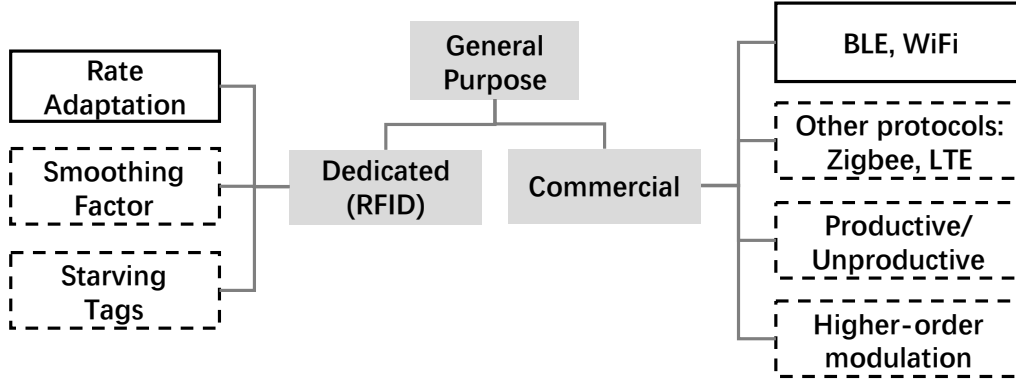 General
Purpose
Rate
Adaptation
Smoothing
Factor
Starving
Tags
Dedicated
(RFID)
Commercial
BLE, WiFi
Other protocols:
Zigbee, LTE
Productive/
Unproductive
Higher-order
modulation